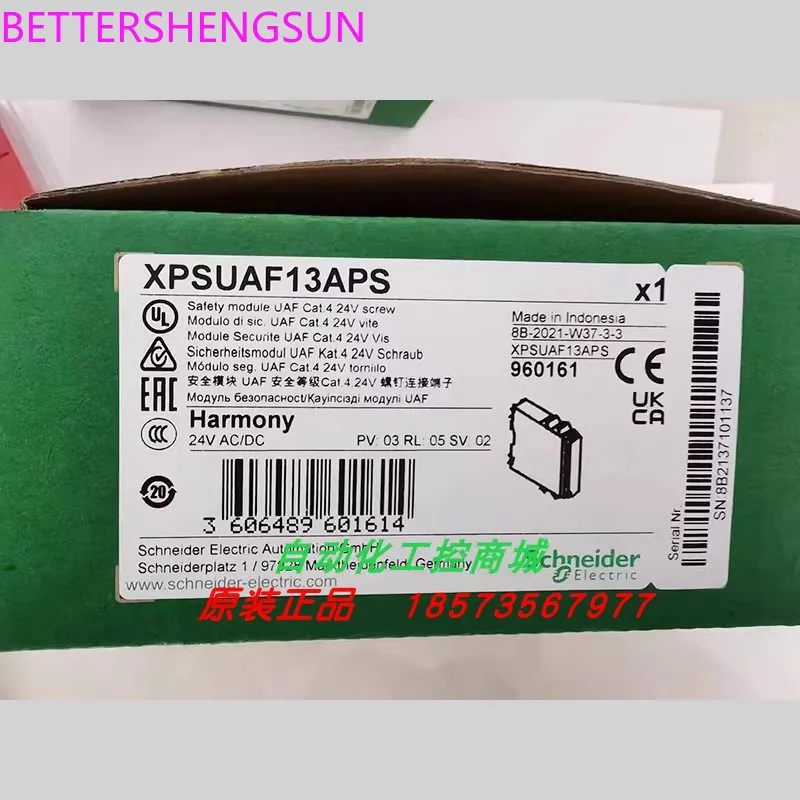 BETTERSHENGSUN
XPSUAF13APS
x1
Safety module UAF Cat.4 24V screw
Modulo di sic. UAF Cat.4 24V vite
Module Securite UAF Cat.4 24V Vis
Sicherheitsmodul UAF Kat.4 24V Schraub
Módulo seg. UAF Cat.4 24V tornillo
安全模块 UAF 安全等级Cat.4 24V 螺钉连接端子
Модуль безопасност/Қауіпсізді модулі UAF
Made in Indonesia
8B-2021-W37-3-3
XPSUAF13APS
960161
UL
EAC
CCC
20
CE
UK
CA
Harmony
24V AC/DC
PV: 03 RL: 05 SV: 02
3 606489 601614
Serial Nr.
SN:8B2137101137
Schneider Electric Automation GmbH
Schneiderplatz 1 / 97828 Marktheidenfeld, Germany
www.schneider-electric.com
Schneider
Electric
自动化工控商城
原装正品 18573567977